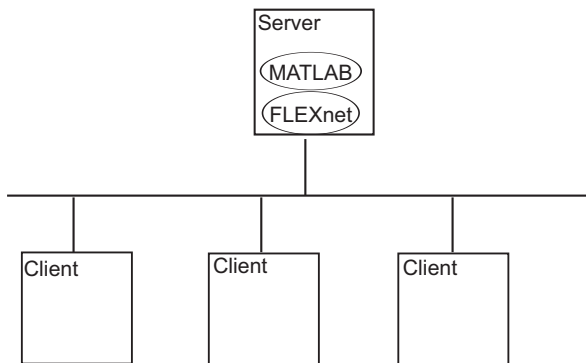 Server
MATLAB
FLEXnet
Client
Client
Client